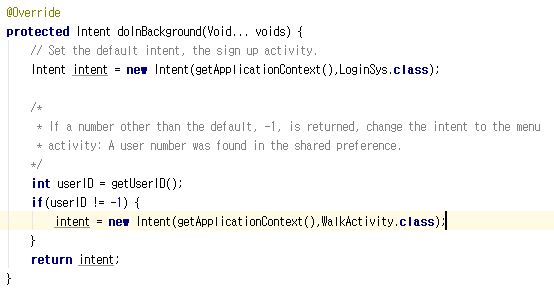 @Override
protected Intent doInBackground(Void... voids) {
    // Set the default intent, the sign up activity.
    Intent intent = new Intent(getApplicationContext(),LoginSys.class);
    /*
     * If a number other than the default, -1, is returned, change the intent to the menu
     * activity: A user number was found in the shared preference.
    */
    int userID = getUserID();
    if(userID != -1) {
        intent = new Intent(getApplicationContext(),WalkActivity.class);
    }
    return intent;
}